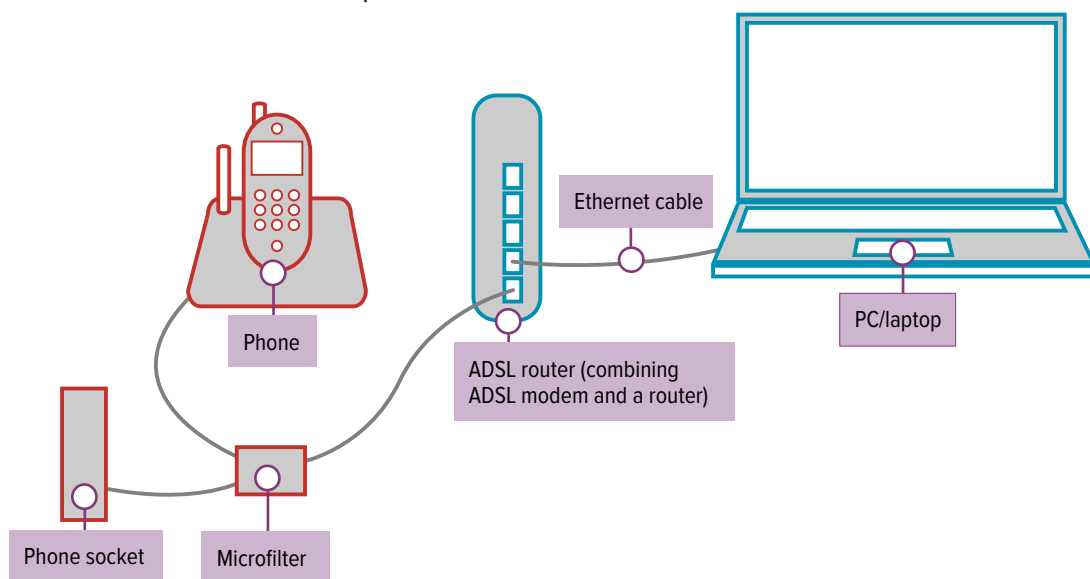 Ethernet cable
PC/laptop
Phone
ADSL router (combining
ADSL modem and a router)
Phone socket
Microfilter